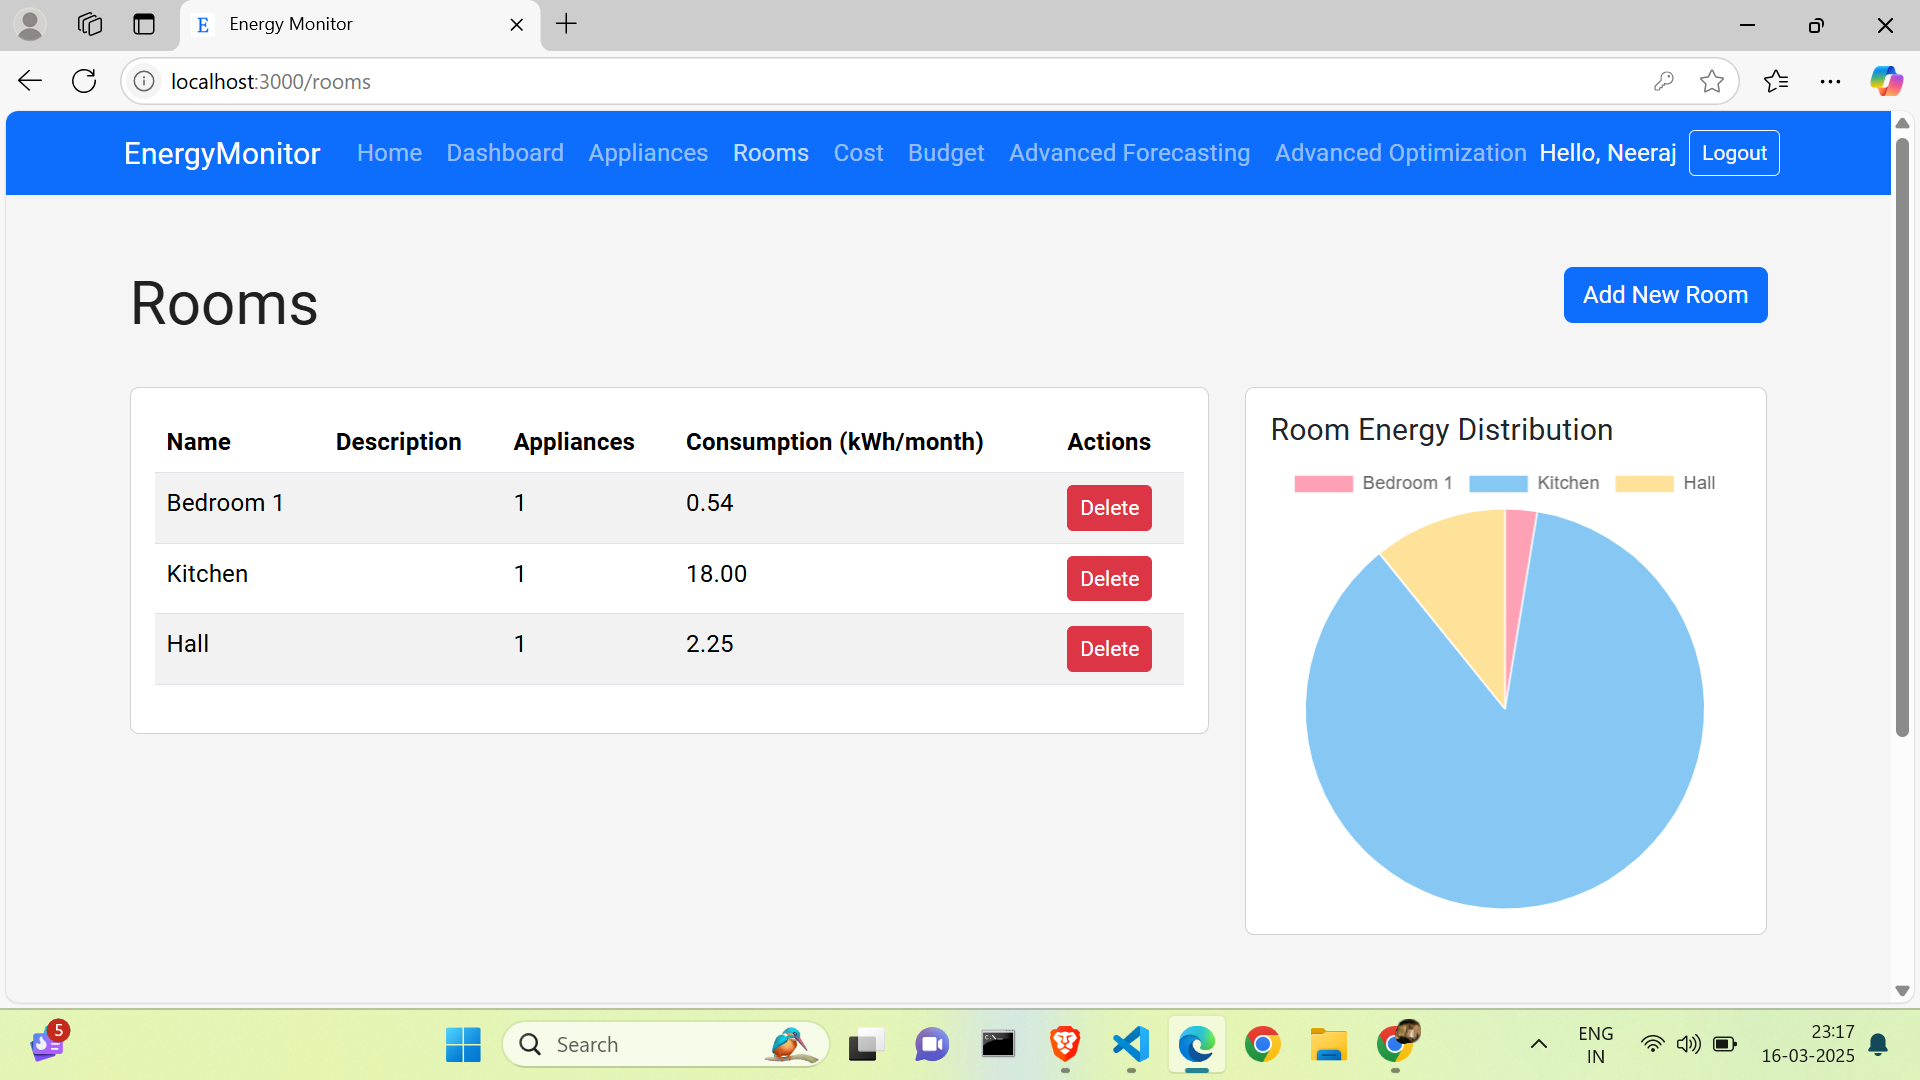 Energy Monitor
localhost:3000/rooms
EnergyMonitor Home Dashboard Appliances Rooms Cost Budget Advanced Forecasting Advanced Optimization Hello, Neeraj Logout
Rooms
Add New Room
Name Description Appliances Consumption (kWh/month) Actions
Bedroom 1 1 0.54 Delete
Kitchen 1 18.00 Delete
Hall 1 2.25 Delete
Room Energy Distribution
Bedroom 1 Kitchen Hall
5
Search
ENG
IN
23:17
16-03-2025